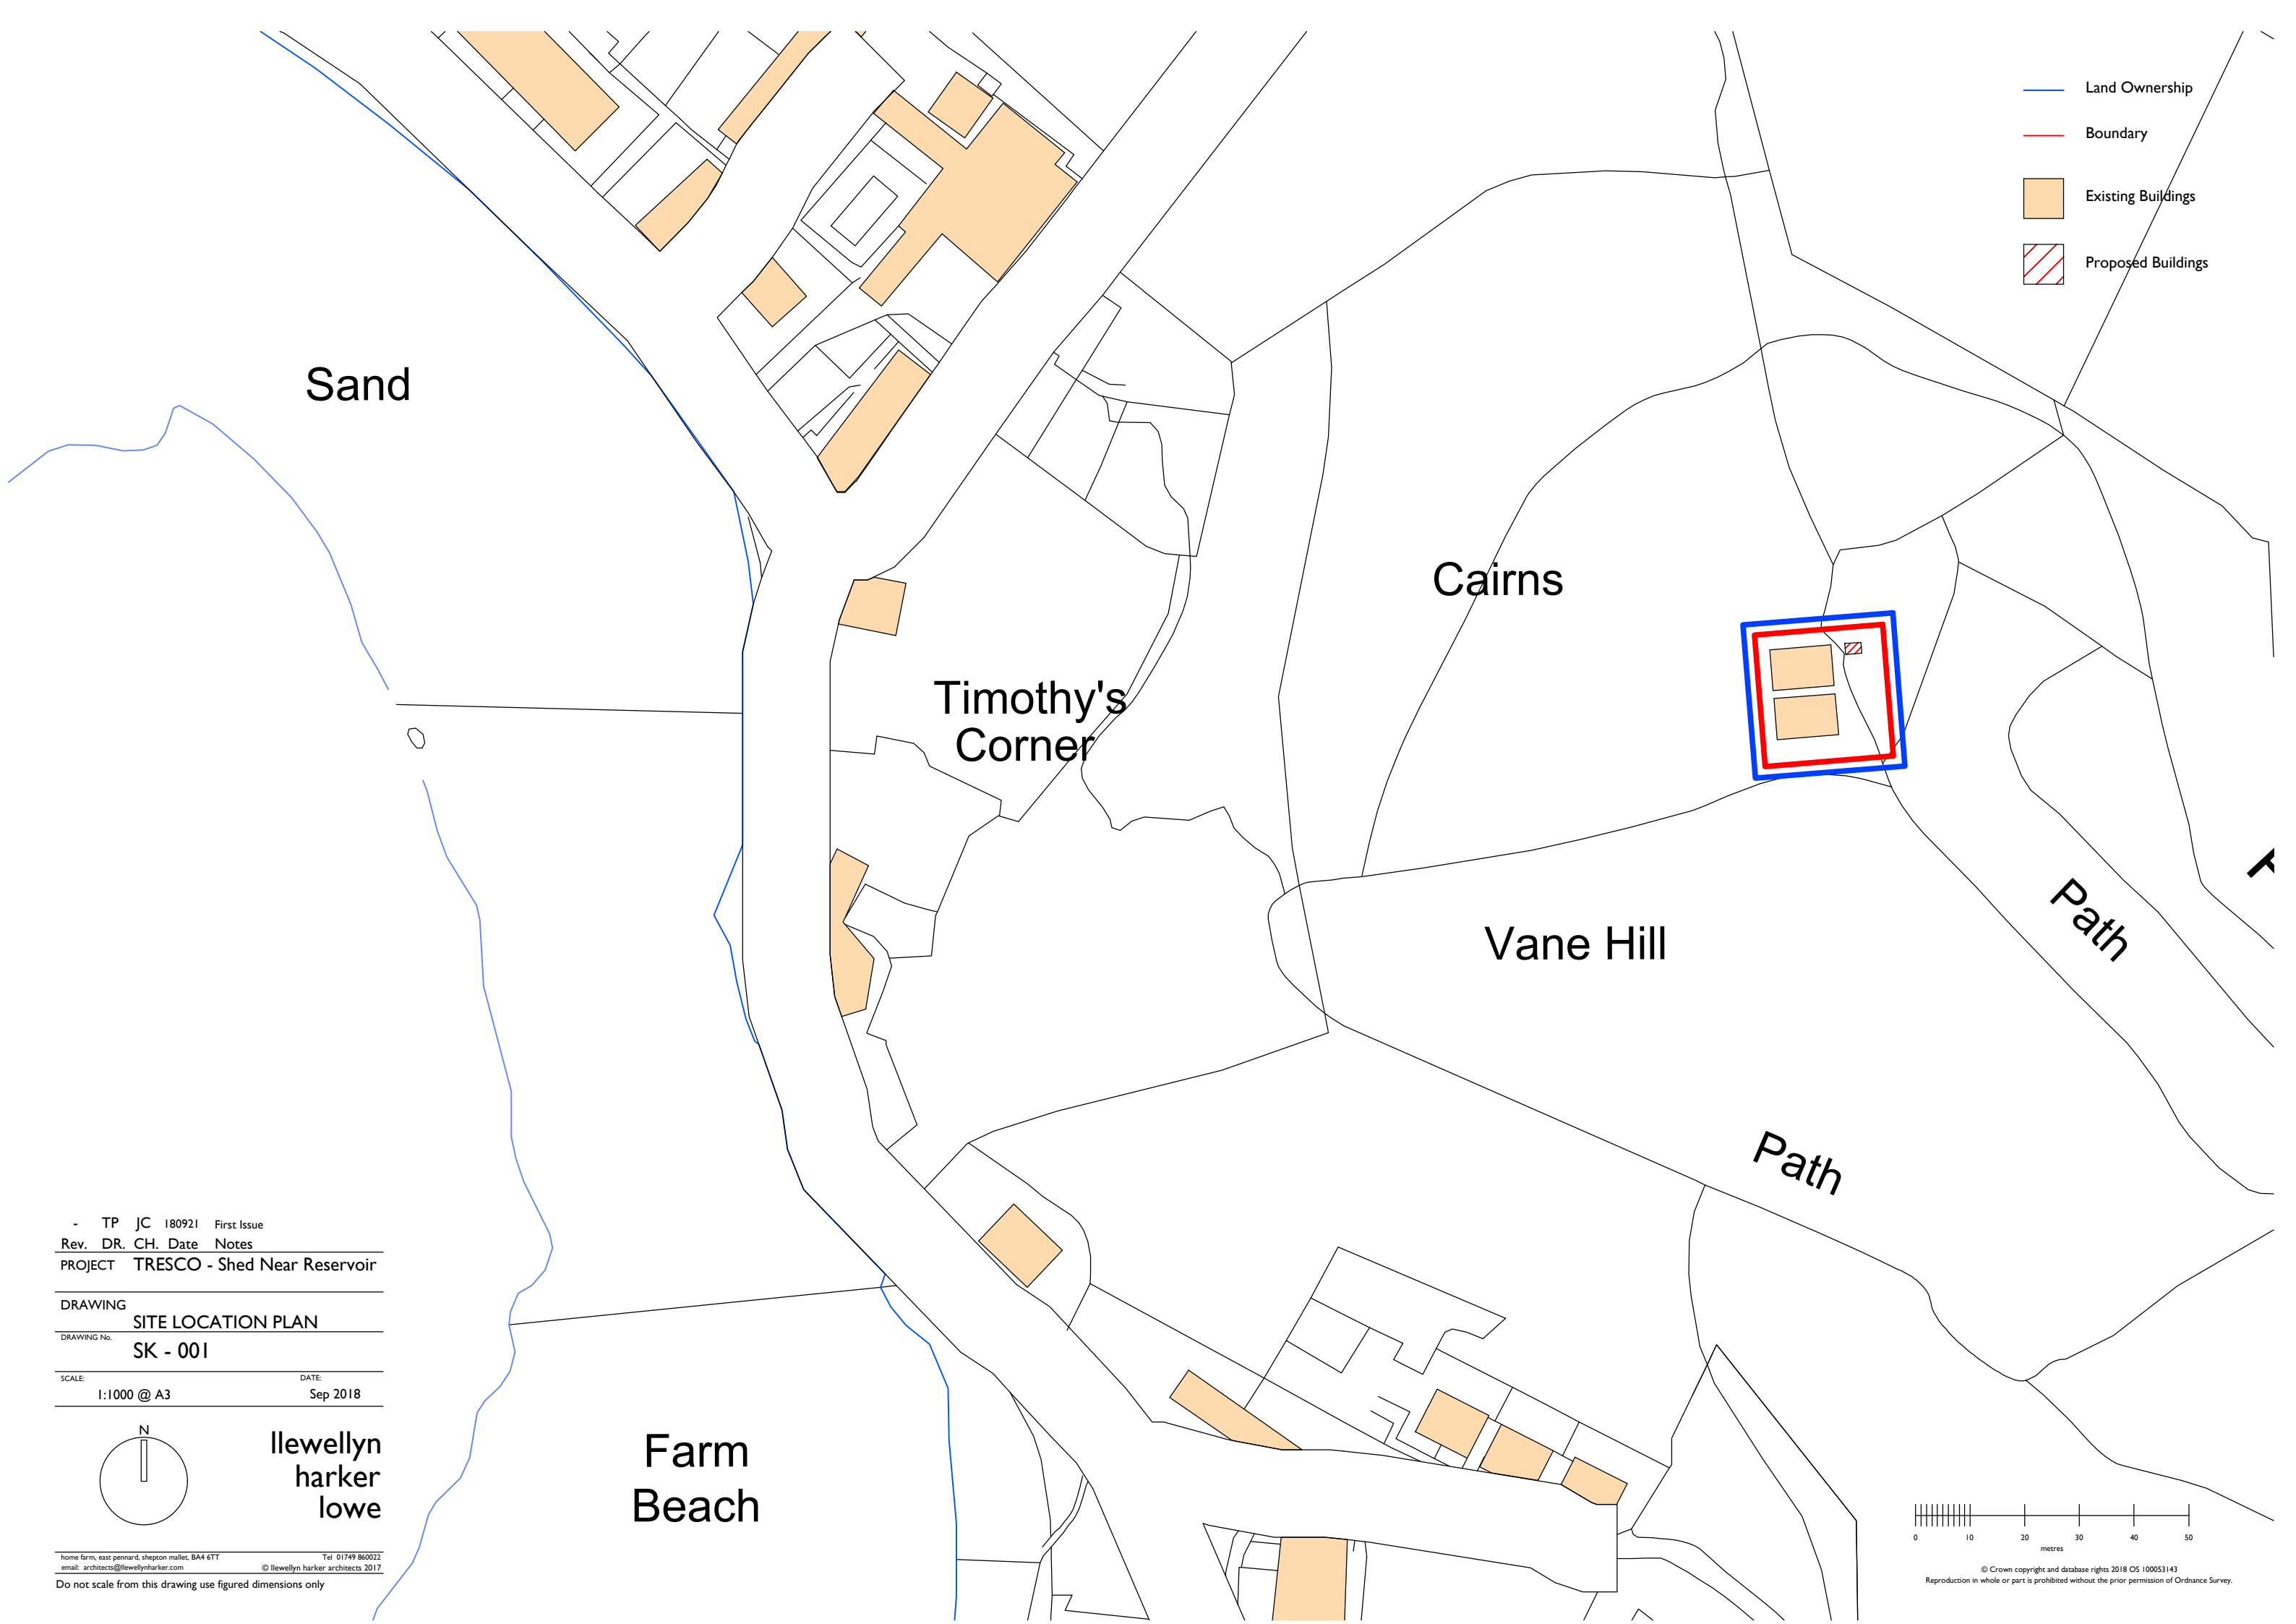 Land Ownership
Boundary
Existing Buildings
Proposed Buildings
Sand
Cairns
Timothy's
Corner
Vane Hill
Path
Path
Farm
Beach
- TP JC 180921 First Issue
Rev. DR. CH. Date Notes
PROJECT TRESCO - Shed Near Reservoir
DRAWING
SITE LOCATION PLAN
DRAWING No.
SK - 001
SCALE: DATE:
1:1000 @ A3 Sep 2018
N
llewellyn
harker
lowe
home farm, east pennard, shepton mallet, BA4 6TT Tel 01749 860022
email: architects@llewellynharker.com © llewellyn harker architects 2017
Do not scale from this drawing use figured dimensions only
0 10 20 30 40 50
metres
© Crown copyright and database rights 2018 OS 100053143
Reproduction in whole or part is prohibited without the prior permission of Ordnance Survey.